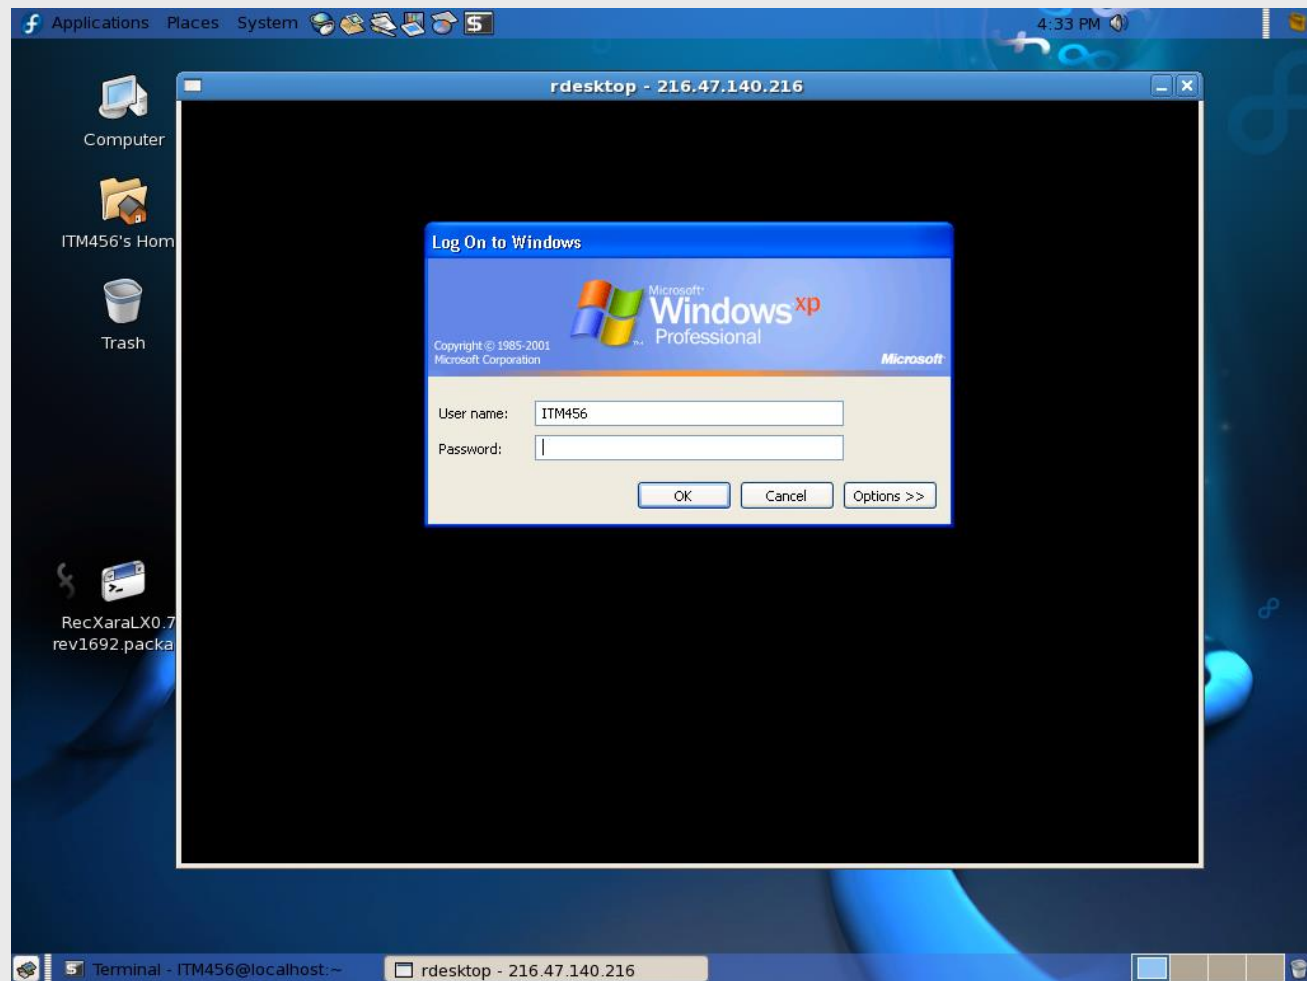 Applications Places System 4:33 PM
rdesktop - 216.47.140.216
Computer
ITM456's Hom
Trash
RecXaraLX0.7
rev1692.packa
Log On to Windows
Microsoft
Windows xp
Professional
Copyright © 1985-2001
Microsoft Corporation
Microsoft
User name: ITM456
Password:
OK Cancel Options >>
Terminal - ITM456@localhost:~ rdesktop - 216.47.140.216